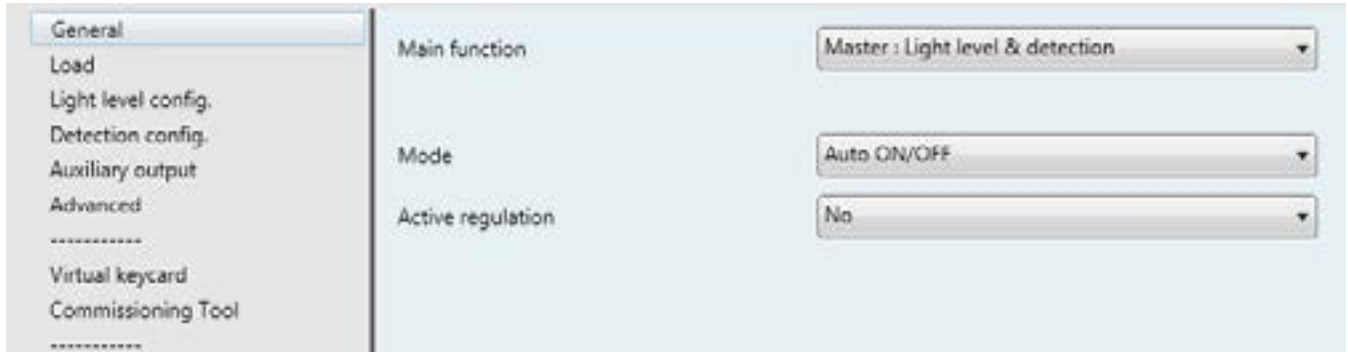 General
Load
Light level config.
Detection config.
Auxiliary output
Advanced
-----------
Virtual keycard
Commissioning Tool
-----------
Main function
Master : Light level & detection
Mode
Auto ON/OFF
Active regulation
No